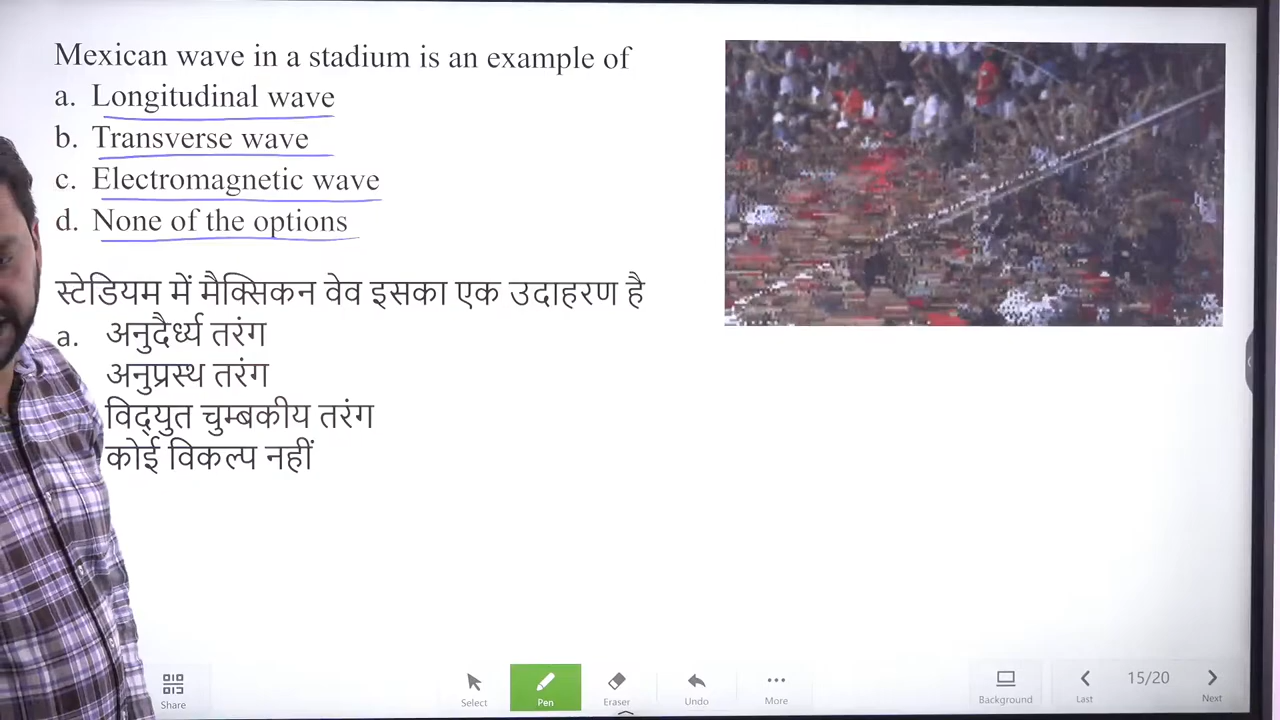 Mexican wave in a stadium is an example of
a. Longitudinal wave
b. Transverse wave
c. Electromagnetic wave
d. None of the options
स्टेडियम में मैक्सिकन वेव इसका एक उदाहरण है
a. अनुदैर्ध्य तरंग
अनुप्रस्थ तरंग
विद्युत चुम्बकीय तरंग
कोई विकल्प नहीं
Share
Select
Pen
Eraser
Undo
More
Background
Last
15/20
Next